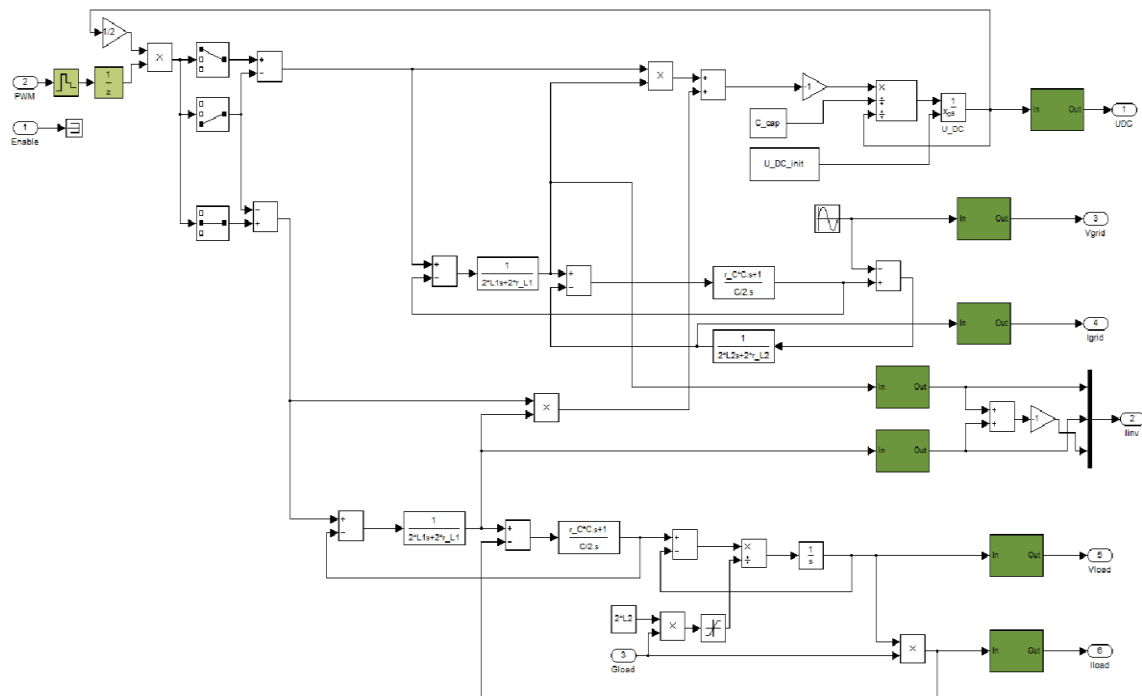 1/2
×
+
−
2
PWM
1
z
1
Enable
×
+
+
-1
C_cap
×
÷
÷
1
xo s
U_DC
In Out
1
UDC
U_DC_init
−
+
In Out
3
Vgrid
+
−
1
2*L1s+2*r_L1
+
−
r_C*C.s+1
C/2.s
−
+
In Out
4
Igrid
1
2*L2s+2*r_L2
In Out
×
+
+
-1
2
Iinv
In Out
+
−
1
2*L1s+2*r_L1
+
−
r_C*C.s+1
C/2.s
+
−
×
÷
1
s
In Out
5
Vload
2*L2
×
3
Gload
×
In Out
6
Iload